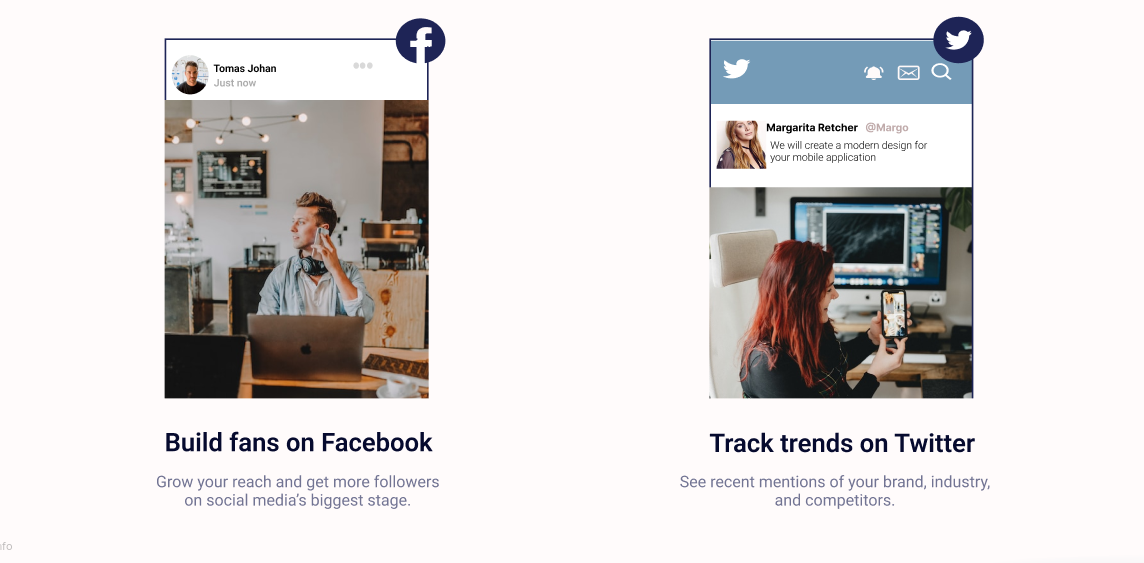 Tomas Johan
Just now
Margarita Retcher @Margo
We will create a modern design for
your mobile application
Build fans on Facebook
Grow your reach and get more followers
on social media’s biggest stage.
Track trends on Twitter
See recent mentions of your brand, industry,
and competitors.
nfo